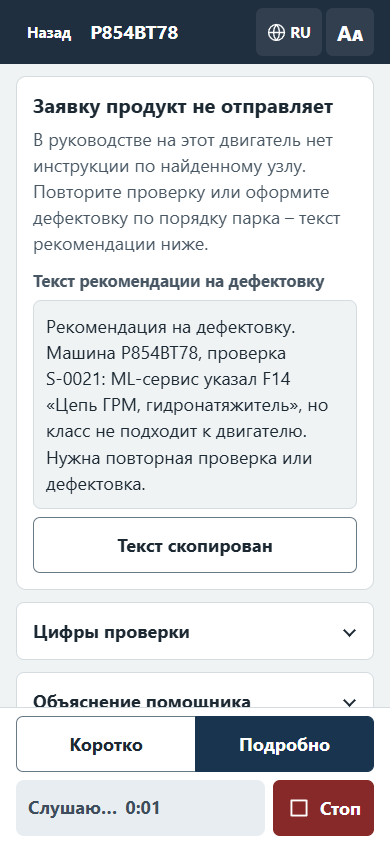 Назад P854BT78 RU Aᴀ
Заявку продукт не отправляет
В руководстве на этот двигатель нет
инструкции по найденному узлу.
Повторите проверку или оформите
дефектовку по порядку парка – текст
рекомендации ниже.
Текст рекомендации на дефектовку
Рекомендация на дефектовку.
Машина P854BT78, проверка
S-0021: ML-сервис указал F14
«Цепь ГРМ, гидронатяжитель», но
класс не подходит к двигателю.
Нужна повторная проверка или
дефектовка.
Текст скопирован
Цифры проверки
Объяснение помощника
Коротко Подробно
Слушаю... 0:01 Стоп